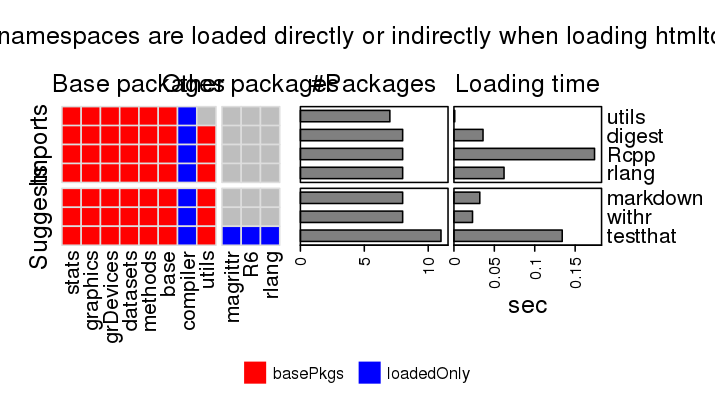 namespaces are loaded directly or indirectly when loading htmlto
Base packages
Other packages
#Packages
Loading time
Imports
Suggests
utils
digest
Rcpp
rlang
markdown
withr
testthat
stats
graphics
grDevices
datasets
methods
base
compiler
utils
magrittr
R6
rlang
0
5
10
0
0.05
0.1
0.15
sec
basePkgs
loadedOnly